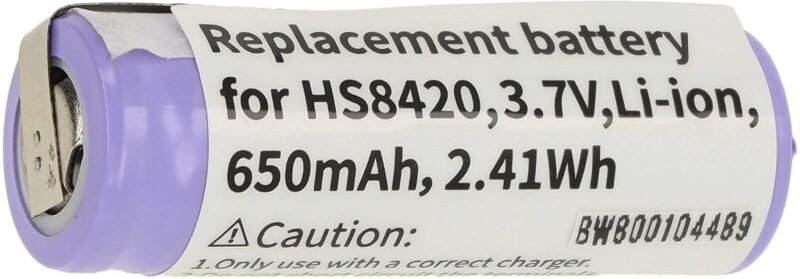 Replacement battery
for HS8420,3.7V,Li-ion,
650mAh, 2.41Wh
⚠Caution:
BW800104489
1.Only use with a correct charger.